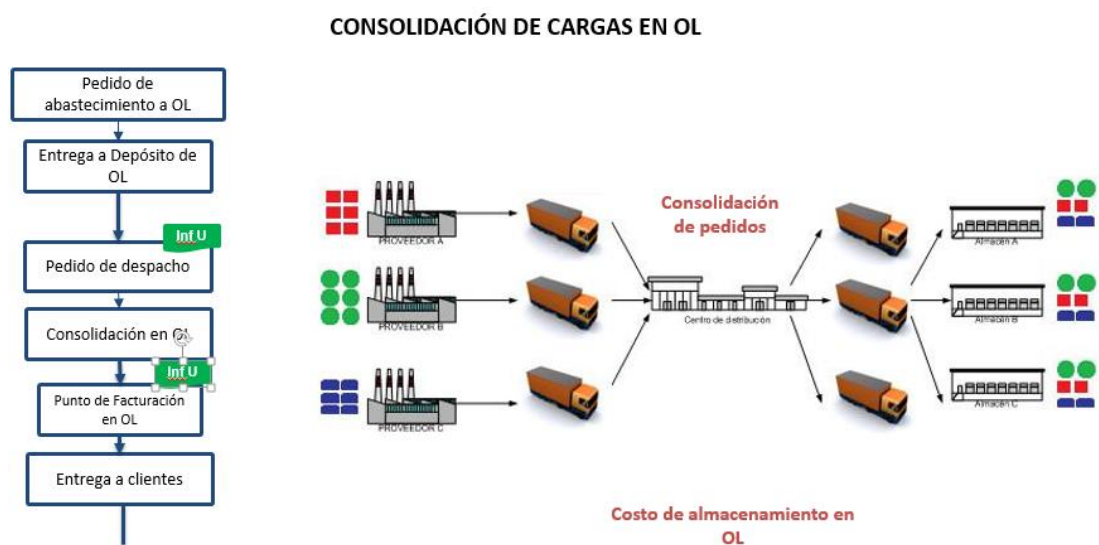 CONSOLIDACIÓN DE CARGAS EN OL
Pedido de
abastecimiento a OL
Entrega a Depósito de
OL
Inf U
Pedido de despacho
Consolidación en OL
Inf U
Punto de Facturación
en OL
Entrega a clientes
PROVEEDOR A
PROVEEDOR B
PROVEEDOR C
Consolidación
de pedidos
Centro de distribución
Almacén A
Almacén B
Almacén C
Costo de almacenamiento en
OL